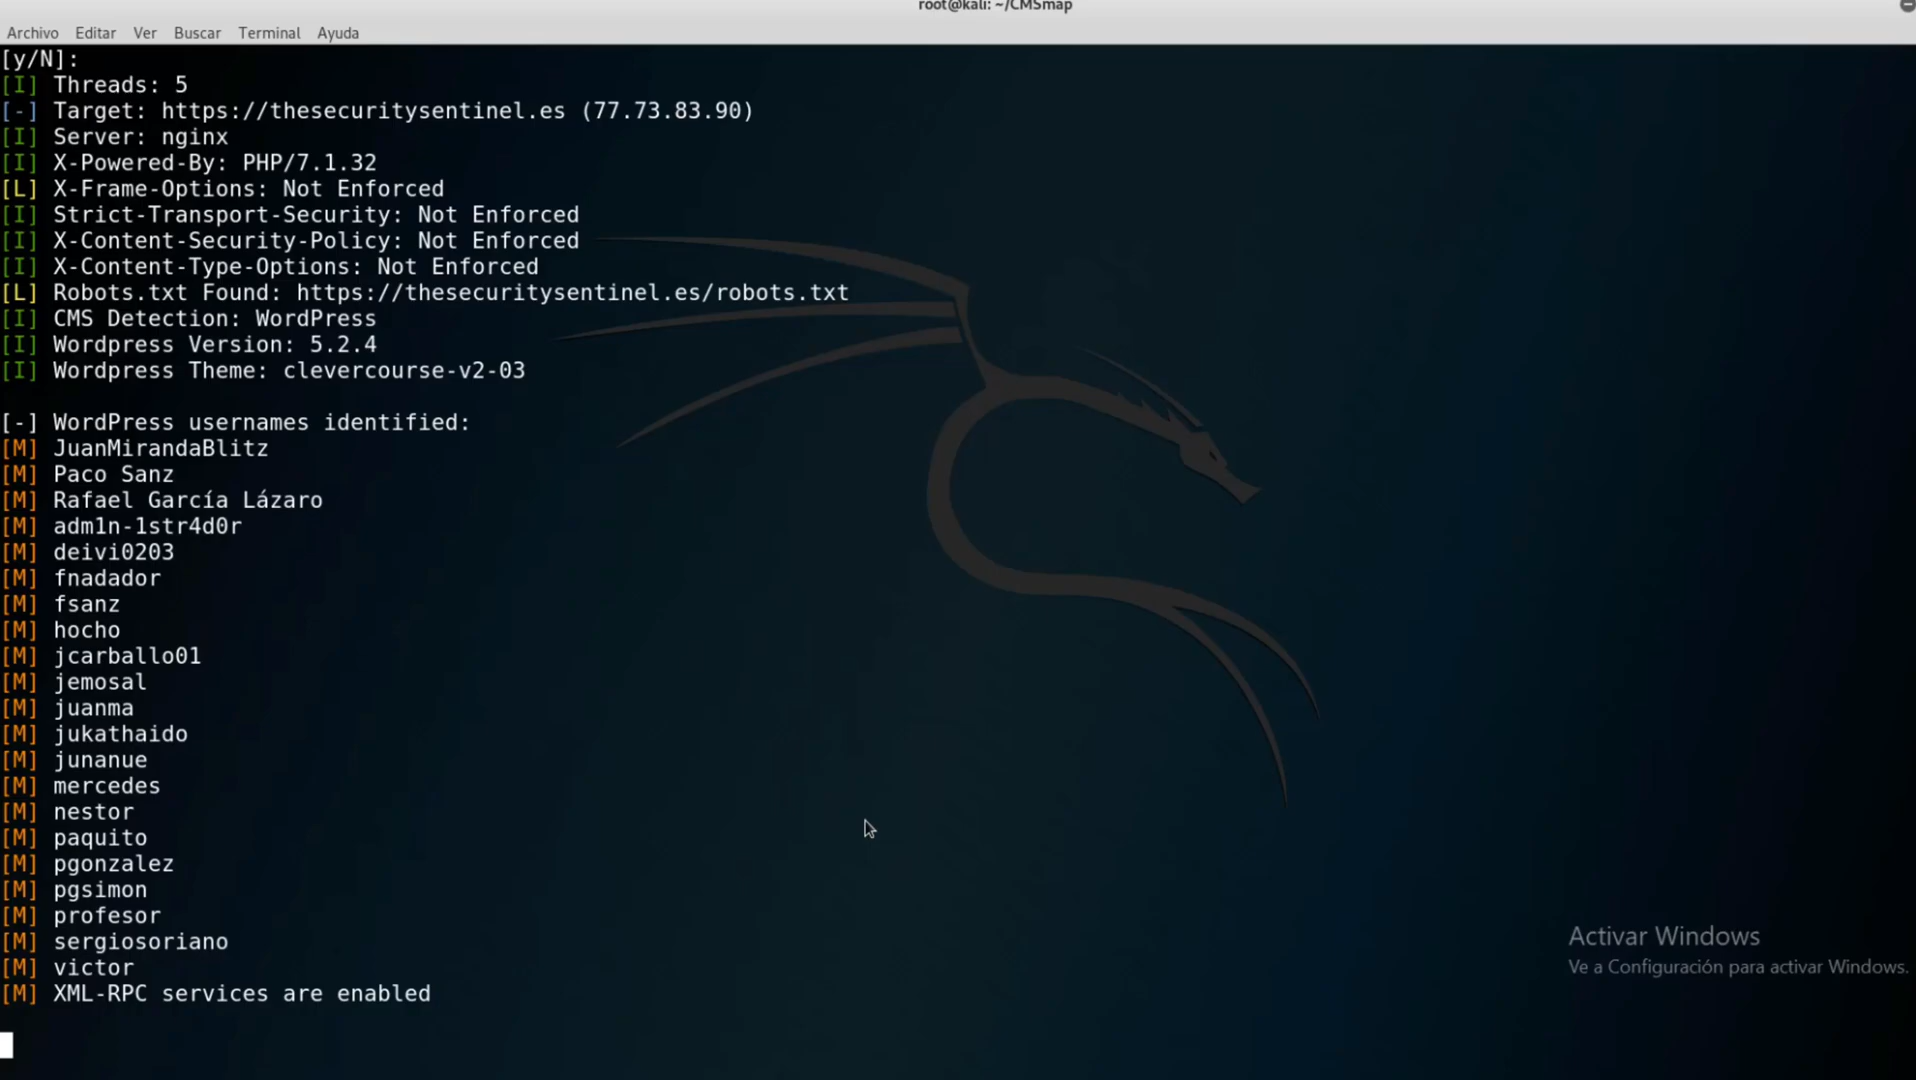 root@kali: ~/CMSmap
Archivo Editar Ver Buscar Terminal Ayuda
[y/N]:
[I] Threads: 5
[-] Target: https://thesecuritysentinel.es (77.73.83.90)
[I] Server: nginx
[I] X-Powered-By: PHP/7.1.32
[L] X-Frame-Options: Not Enforced
[I] Strict-Transport-Security: Not Enforced
[I] X-Content-Security-Policy: Not Enforced
[I] X-Content-Type-Options: Not Enforced
[L] Robots.txt Found: https://thesecuritysentinel.es/robots.txt
[I] CMS Detection: WordPress
[I] Wordpress Version: 5.2.4
[I] Wordpress Theme: clevercourse-v2-03
[-] WordPress usernames identified:
[M] JuanMirandaBlitz
[M] Paco Sanz
[M] Rafael García Lázaro
[M] adm1n-1str4d0r
[M] deivi0203
[M] fnadador
[M] fsanz
[M] hocho
[M] jcarballo01
[M] jemosal
[M] juanma
[M] jukathaido
[M] junanue
[M] mercedes
[M] nestor
[M] paquito
[M] pgonzalez
[M] pgsimon
[M] profesor
[M] sergiosoriano
[M] victor
[M] XML-RPC services are enabled
Activar Windows
Ve a Configuración para activar Windows.